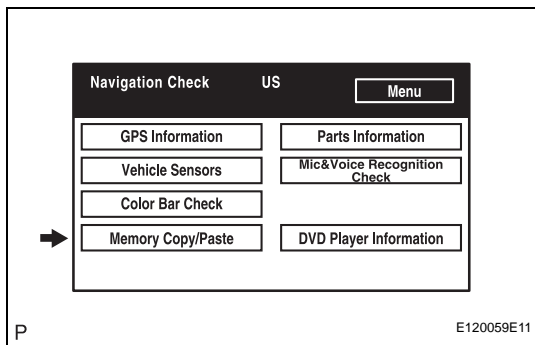 Navigation Check US Menu
GPS Information Parts Information
Vehicle Sensors Mic&Voice Recognition
Check
Color Bar Check
Memory Copy/Paste DVD Player Information
P E120059E11